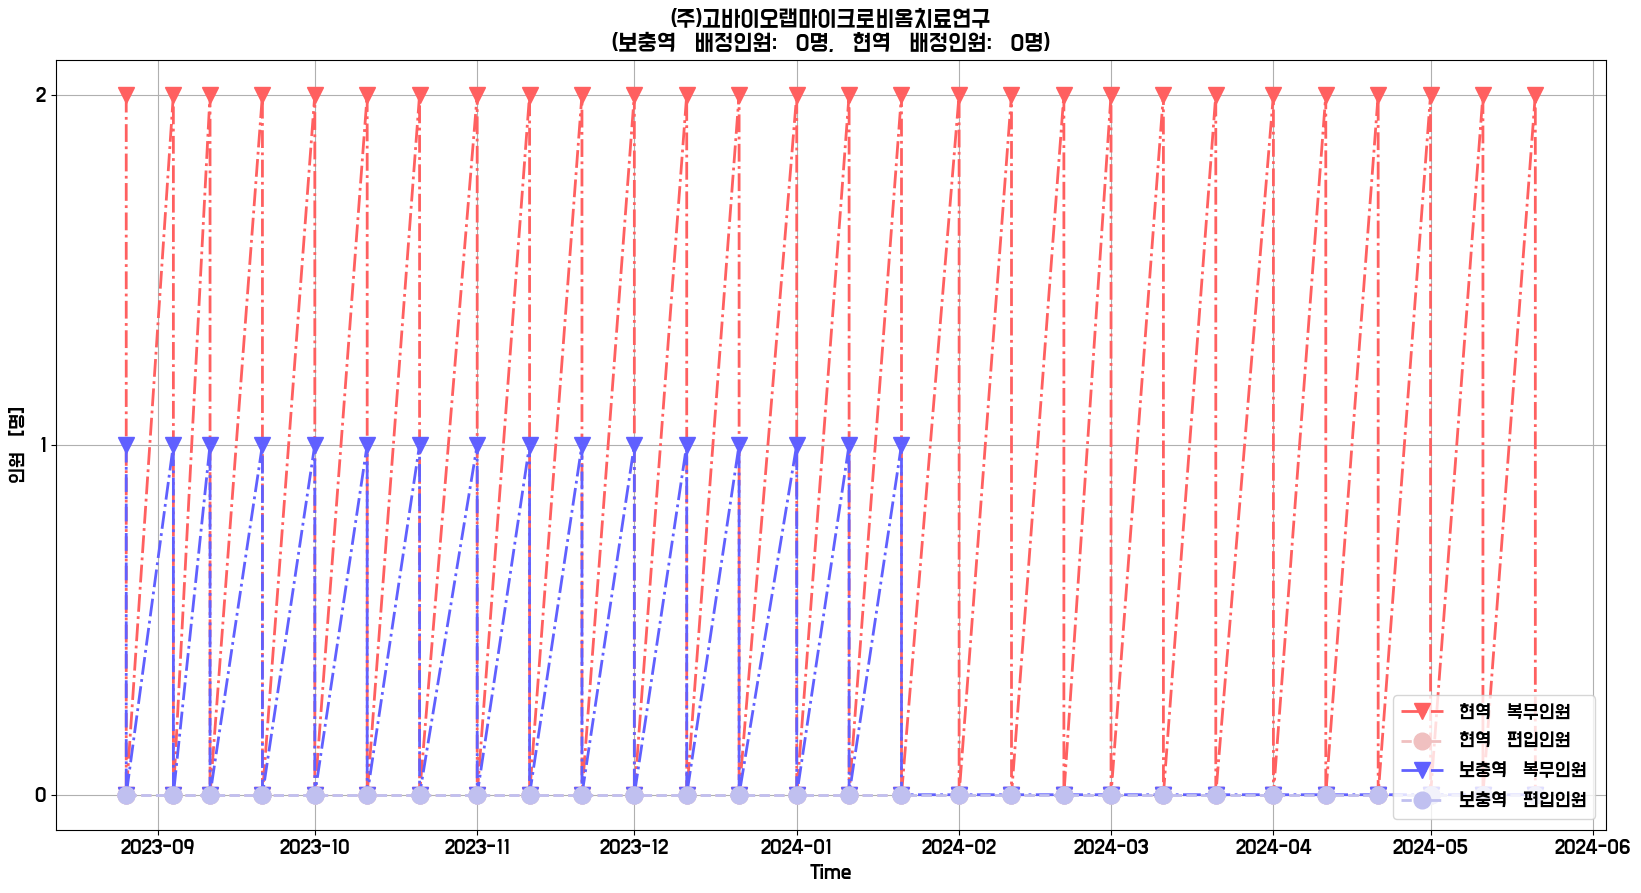 (주)고바이오랩마이크로비옴치료연구
(보충역 배정인원: 0명, 현역 배정인원: 0명)
인원 [명]
2
1
0
현역 복무인원
현역 편입인원
보충역 복무인원
보충역 편입인원
2023-09 2023-10 2023-11 2023-12 2024-01 2024-02 2024-03 2024-04 2024-05 2024-06
Time